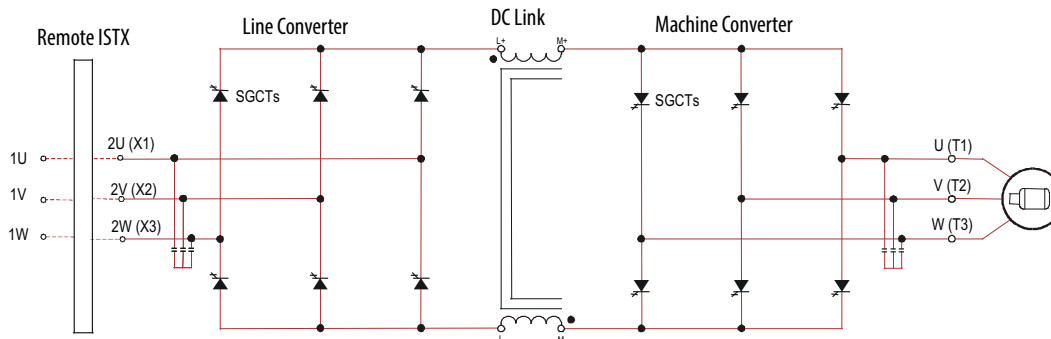 Remote ISTX
Line Converter
DC Link
Machine Converter
L+
M+
SGCTs
SGCTs
1U
2U (X1)
U (T1)
1V
2V (X2)
V (T2)
1W
2W (X3)
W (T3)